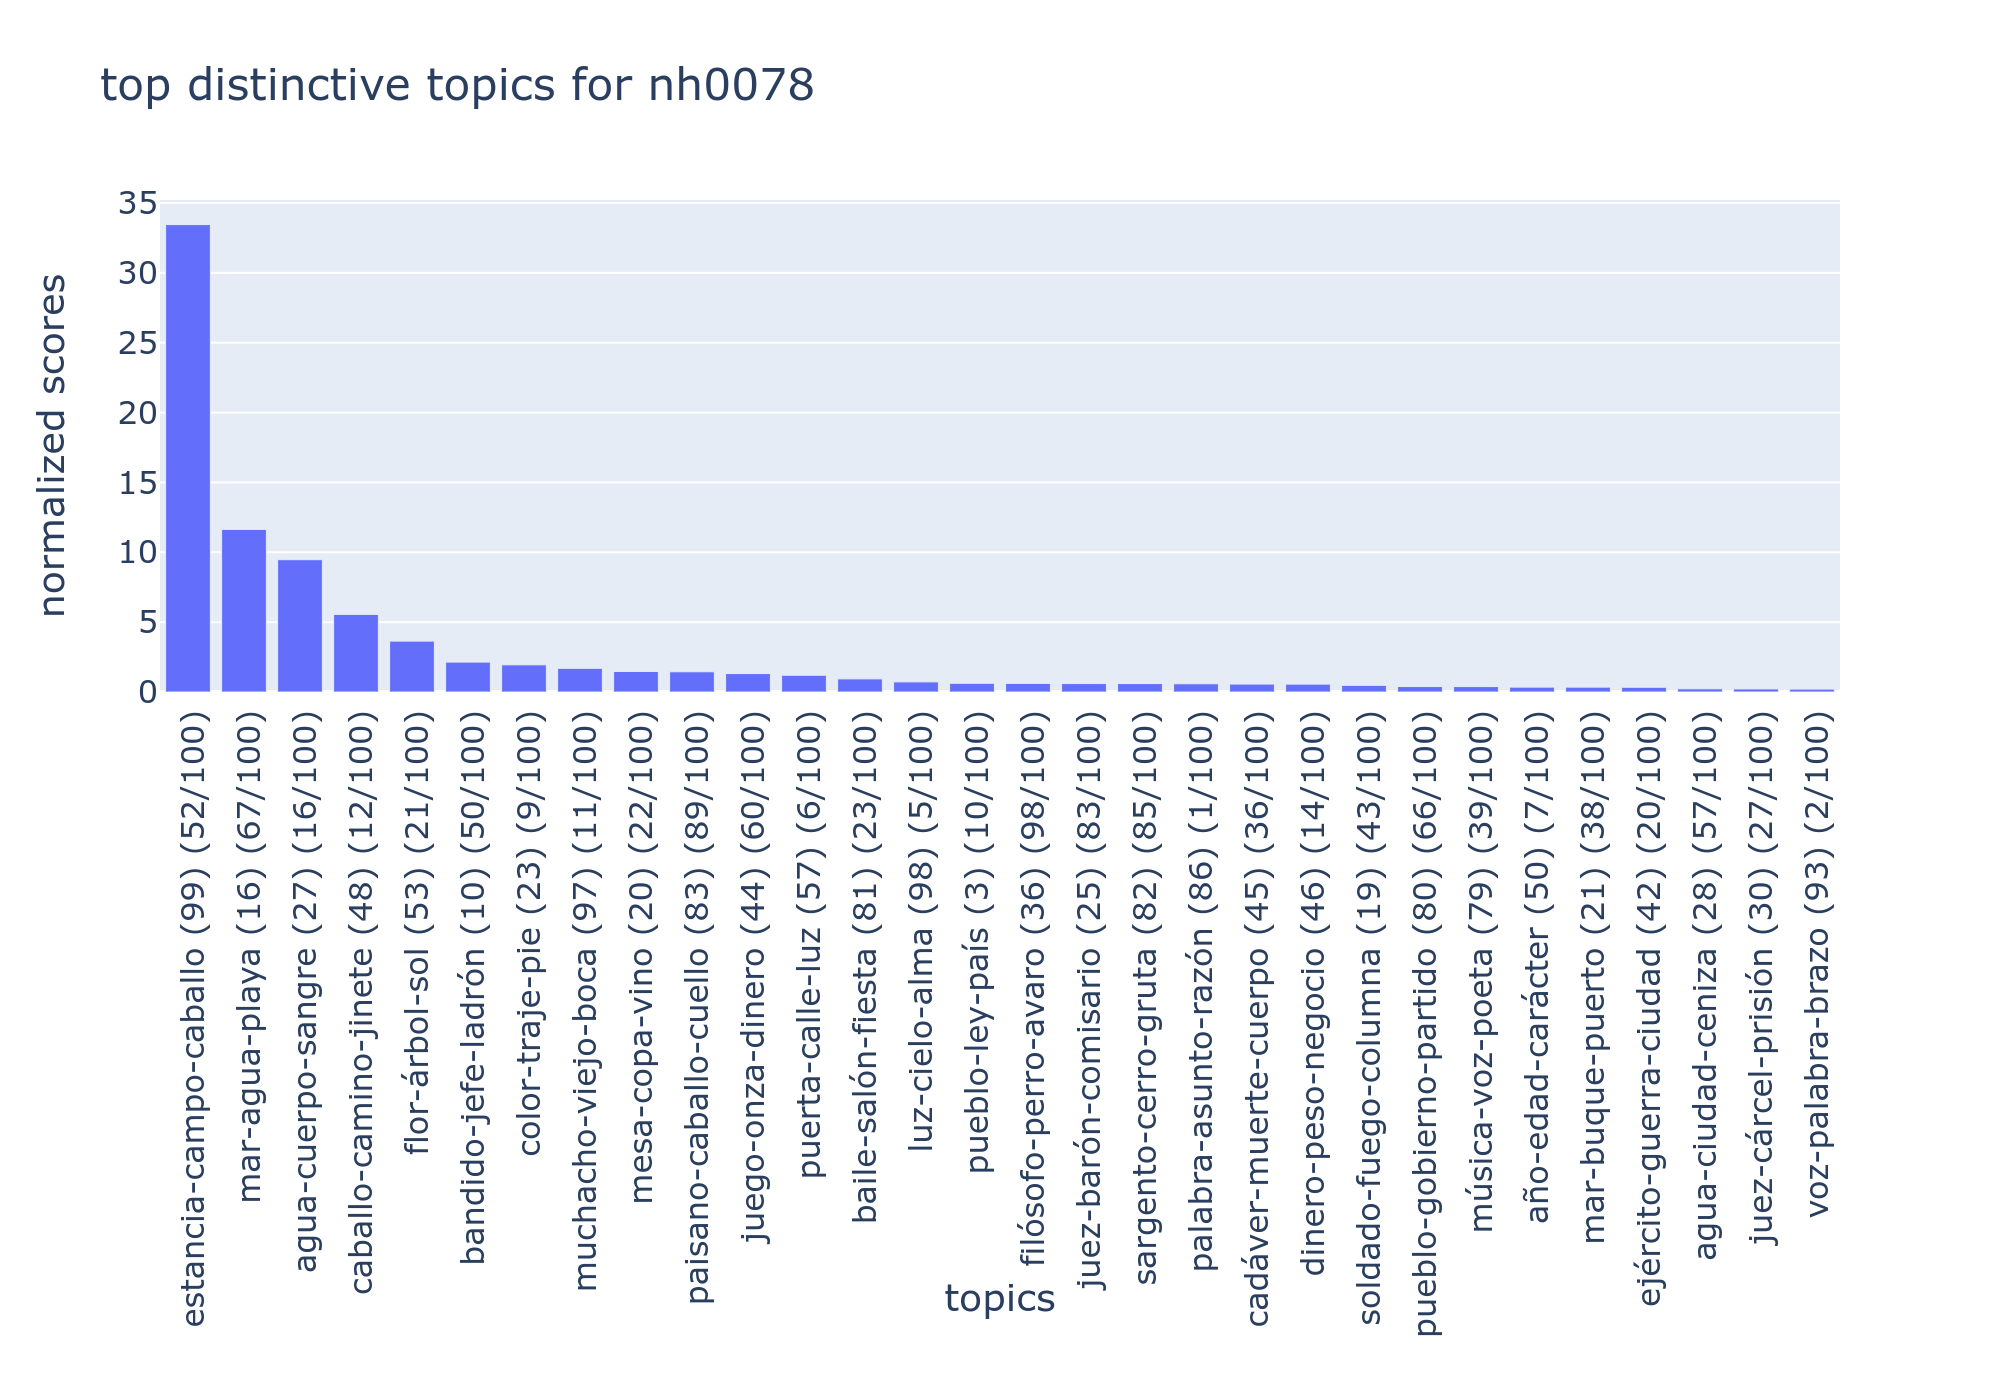 top distinctive topics for nh0078
normalized scores
35
30
25
20
15
10
5
0
estancia-campo-caballo (99) (52/100)
mar-agua-playa (16) (67/100)
agua-cuerpo-sangre (27) (16/100)
caballo-camino-jinete (48) (12/100)
flor-árbol-sol (53) (21/100)
bandido-jefe-ladrón (10) (50/100)
color-traje-pie (23) (9/100)
muchacho-viejo-boca (97) (11/100)
mesa-copa-vino (20) (22/100)
paisano-caballo-cuello (83) (89/100)
juego-onza-dinero (44) (60/100)
puerta-calle-luz (57) (6/100)
baile-salón-fiesta (81) (23/100)
luz-cielo-alma (98) (5/100)
pueblo-ley-país (3) (10/100)
filósofo-perro-avaro (36) (98/100)
juez-barón-comisario (25) (83/100)
sargento-cerro-gruta (82) (85/100)
palabra-asunto-razón (86) (1/100)
cadáver-muerte-cuerpo (45) (36/100)
dinero-peso-negocio (46) (14/100)
soldado-fuego-columna (19) (43/100)
pueblo-gobierno-partido (80) (66/100)
música-voz-poeta (79) (39/100)
año-edad-carácter (50) (7/100)
mar-buque-puerto (21) (38/100)
ejército-guerra-ciudad (42) (20/100)
agua-ciudad-ceniza (28) (57/100)
juez-cárcel-prisión (30) (27/100)
voz-palabra-brazo (93) (2/100)
topics